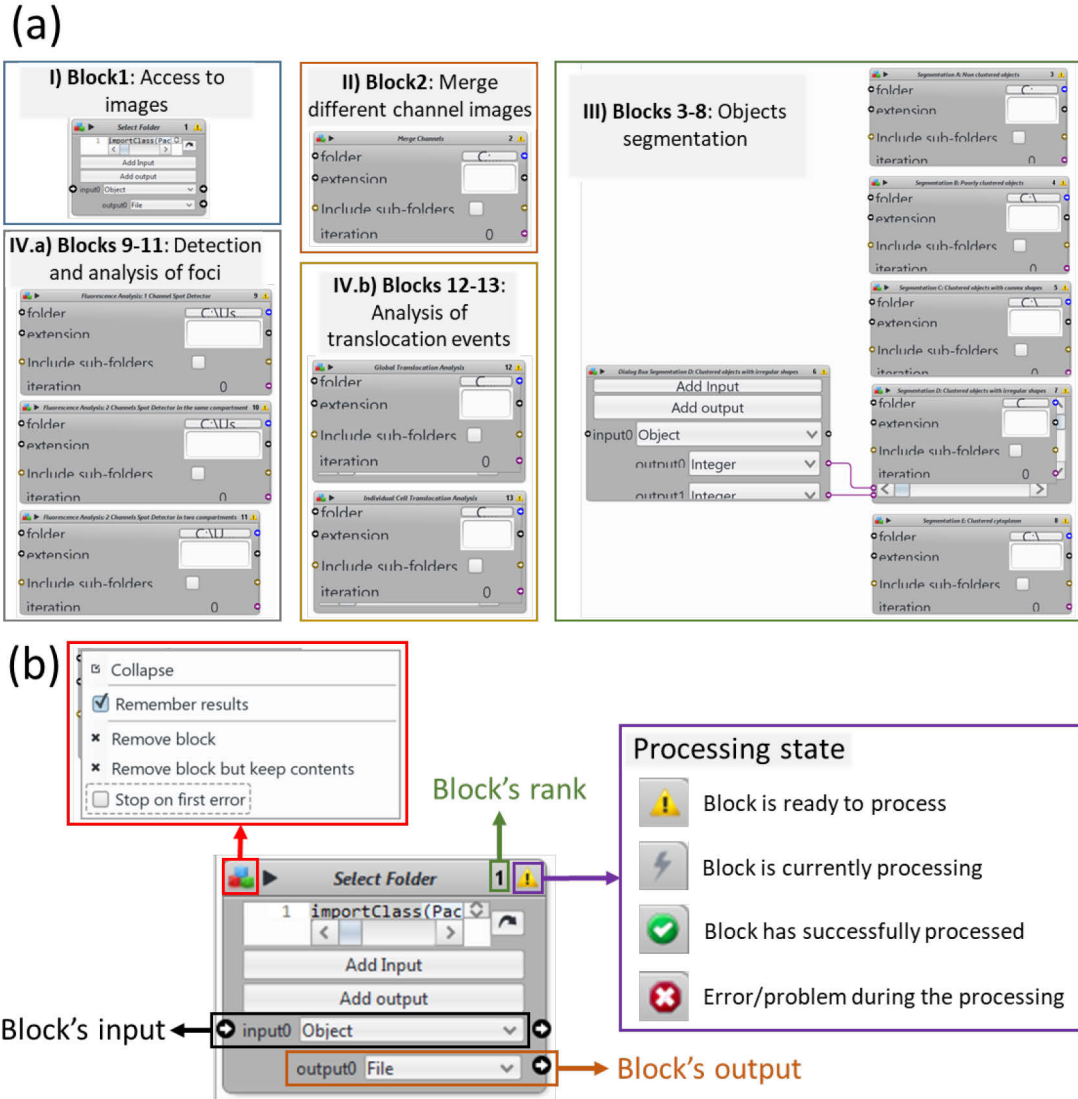 (a)
I) Block1: Access to
images
Select Folder 1
1 importClass(Pac
Add Input
Add output
input0 Object
output0 File
II) Block2: Merge
different channel images
Merge Channels 2
folder C:
extension
Include sub-folders
iteration 0
III) Blocks 3-8: Objects
segmentation
Segmentation A: Non clustered objects 3
folder C:
extension
Include sub-folders
iteration 0
Segmentation B: Poorly clustered objects 4
folder C:\
extension
Include sub-folders
iteration 0
Segmentation C: Clustered objects with convex shapes 5
folder C:\
extension
Include sub-folders
iteration 0
Dialog Box Segmentation D: Clustered objects with irregular shapes 6
Add Input
Add output
input0 Object
output0 Integer
output1 Integer
Segmentation D: Clustered objects with irregular shapes 7
folder C
extension
Include sub-folders
iteration 0
Segmentation E: Clustered cytoplasm 8
folder C:\
extension
Include sub-folders
iteration 0
IV.a) Blocks 9-11: Detection
and analysis of foci
Fluorescence Analysis: 1 Channel Spot Detector 9
folder C:\Us
extension
Include sub-folders
iteration 0
Fluorescence Analysis: 2 Channels Spot Detector in the same compartment 10
folder C:\Us
extension
Include sub-folders
iteration 0
Fluorescence Analysis: 2 Channels Spot Detector in two compartments 11
folder C:\U
extension
Include sub-folders
iteration 0
IV.b) Blocks 12-13:
Analysis of
translocation events
Global Translocation Analysis 12
folder C
extension
Include sub-folders
iteration 0
Individual Cell Translocation Analysis 13
folder C
extension
Include sub-folders
iteration 0
(b)
Collapse
Remember results
Remove block
Remove block but keep contents
Stop on first error
Block's rank
Select Folder 1
1 importClass(Pac
Add Input
Add output
Block's input
input0 Object
output0 File
Block's output
Processing state
Block is ready to process
Block is currently processing
Block has successfully processed
Error/problem during the processing